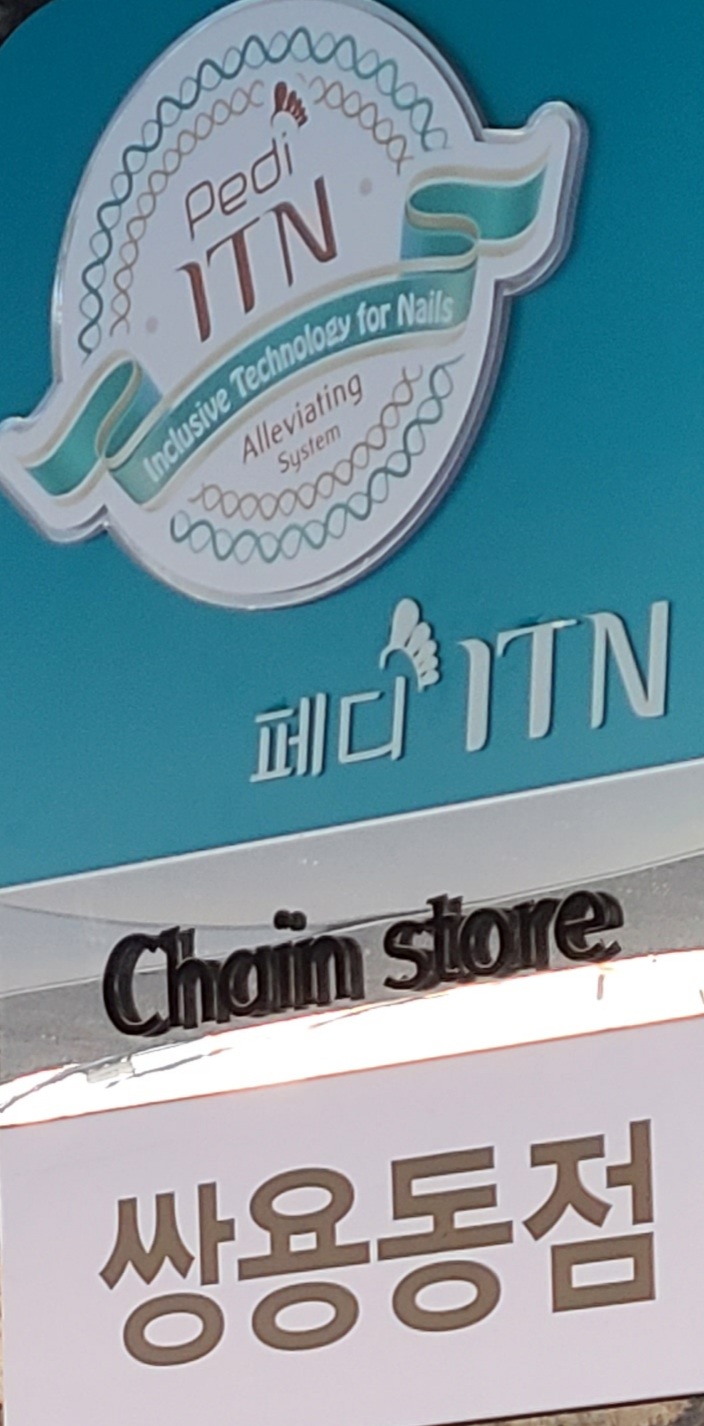 Pedi
ITN
Inclusive Technology for Nails
Alleviating
System
페디 ITN
Chain store
쌍용동점